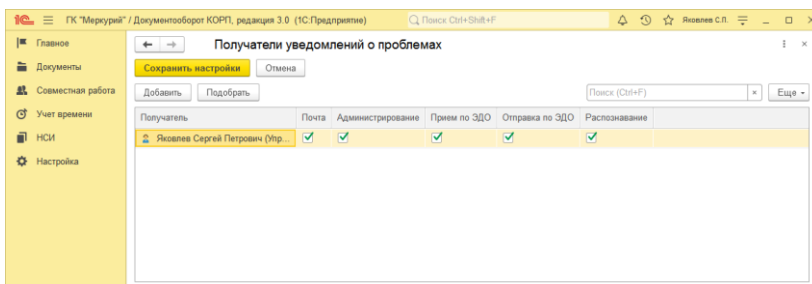 1С ГК "Меркурий" / Документооборот КОРП, редакция 3.0 (1С:Предприятие) Поиск Ctrl+Shift+F Яковлев С.П.
Главное
Документы
Совместная работа
Учет времени
НСИ
Настройка
Получатели уведомлений о проблемах
Сохранить настройки Отмена
Добавить Подобрать Поиск (Ctrl+F) × Еще
Получатель Почта Администрирование Прием по ЭДО Отправка по ЭДО Распознавание
Яковлев Сергей Петрович (Упр...